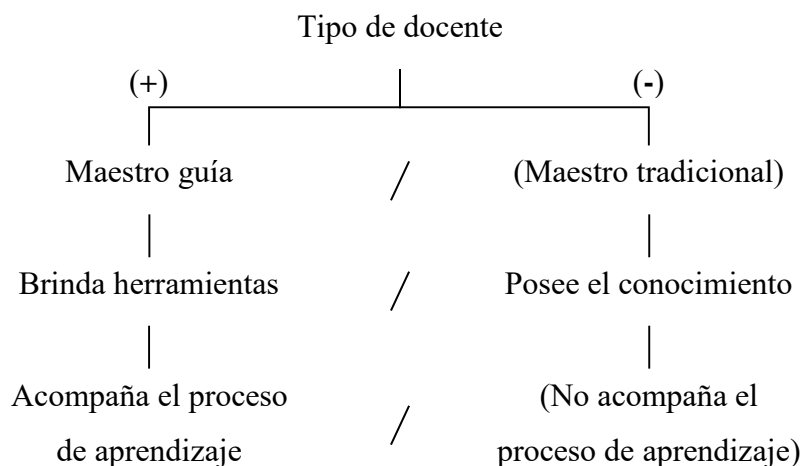 Tipo de docente
(+) (-)
Maestro guía / (Maestro tradicional)
Brinda herramientas / Posee el conocimiento
Acompaña el proceso (No acompaña el
de aprendizaje / proceso de aprendizaje)